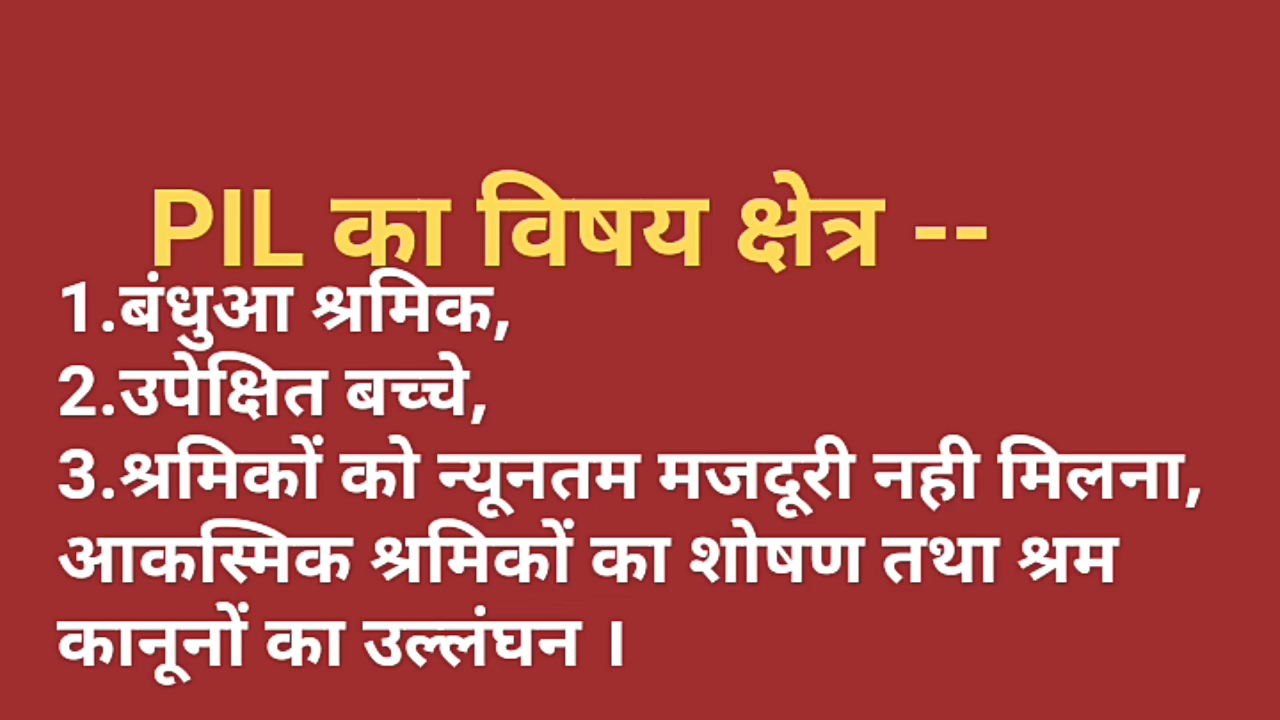 PIL का विषय क्षेत्र --
1.बंधुआ श्रमिक,
2.उपेक्षित बच्चे,
3.श्रमिकों को न्यूनतम मजदूरी नही मिलना,
आकस्मिक श्रमिकों का शोषण तथा श्रम
कानूनों का उल्लंघन ।